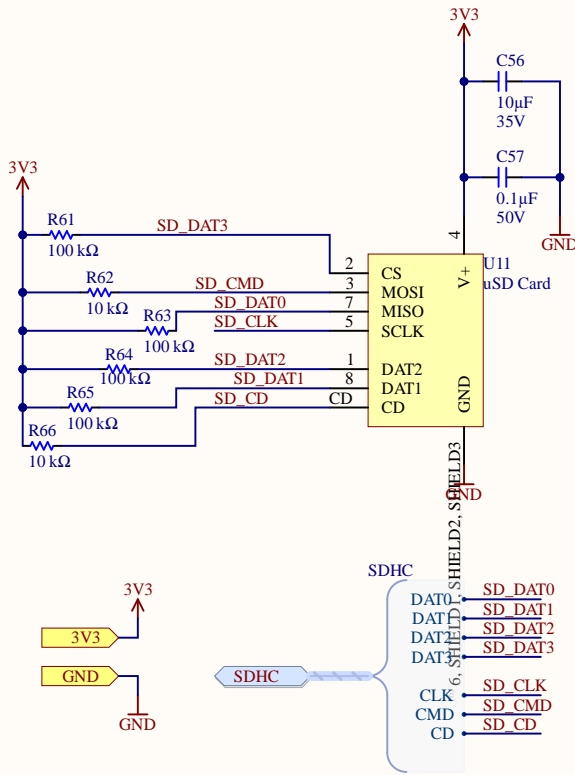 3V3
C56
10µF
35V
C57
0.1µF
50V
GND
3V3
R61
100 kΩ
SD_DAT3
R62
10 kΩ
SD_CMD
R63
100 kΩ
SD_DAT0
SD_CLK
R64
100 kΩ
SD_DAT2
R65
100 kΩ
SD_DAT1
R66
10 kΩ
SD_CD
CD
4
U11
uSD Card
V+
2 CS
3 MOSI
7 MISO
5 SCLK
1 DAT2
8 DAT1
CD
GND
GND
6, SHIELD1, SHIELD2, SHIELD3
SDHC
DAT0 SD_DAT0
DAT1 SD_DAT1
DAT2 SD_DAT2
DAT3 SD_DAT3
CLK SD_CLK
CMD SD_CMD
CD SD_CD
SDHC
3V3
3V3
GND
GND